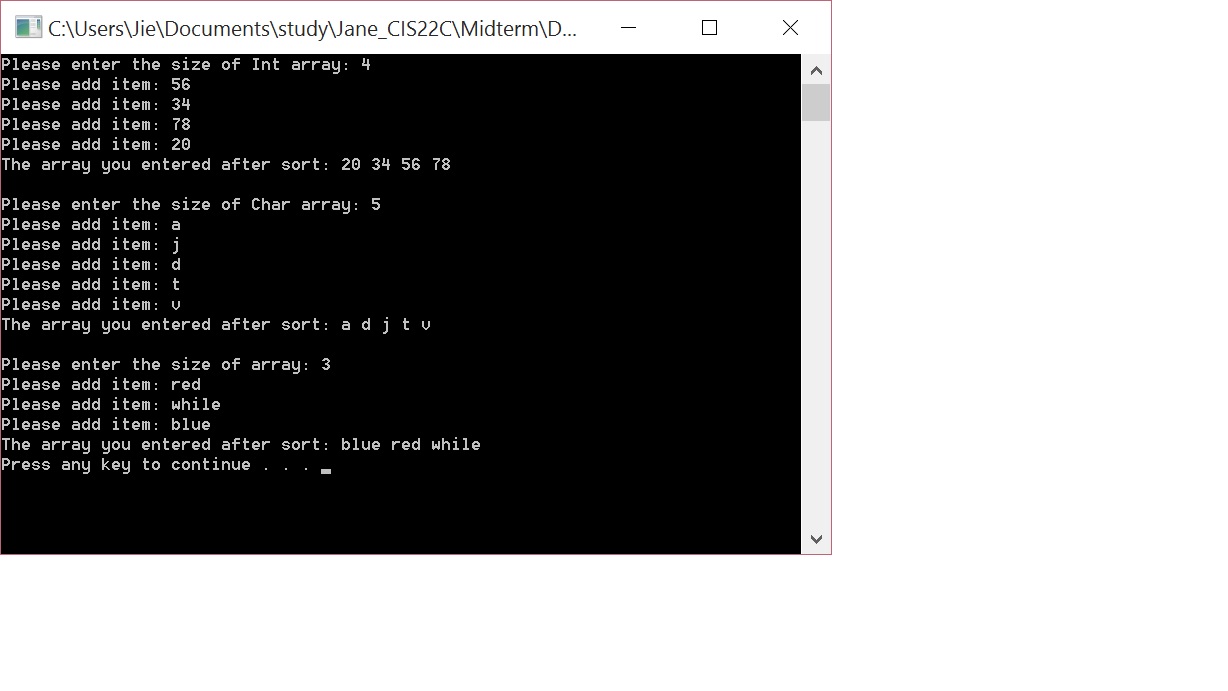 C:\Users\Jie\Documents\study\Jane_CIS22C\Midterm\D...
Please enter the size of Int array: 4
Please add item: 56
Please add item: 34
Please add item: 78
Please add item: 20
The array you entered after sort: 20 34 56 78
Please enter the size of Char array: 5
Please add item: a
Please add item: j
Please add item: d
Please add item: t
Please add item: v
The array you entered after sort: a d j t v
Please enter the size of array: 3
Please add item: red
Please add item: while
Please add item: blue
The array you entered after sort: blue red while
Press any key to continue . . .